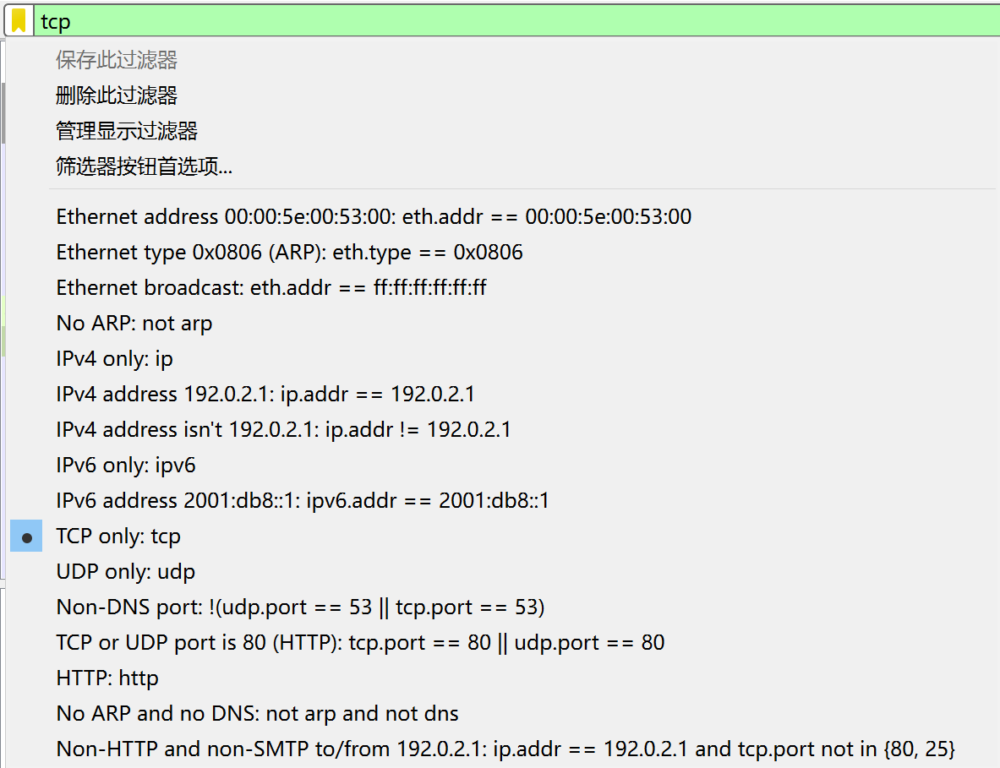 tcp
保存此过滤器
删除此过滤器
管理显示过滤器
筛选器按钮首选项...
Ethernet address 00:00:5e:00:53:00: eth.addr == 00:00:5e:00:53:00
Ethernet type 0x0806 (ARP): eth.type == 0x0806
Ethernet broadcast: eth.addr == ff:ff:ff:ff:ff:ff
No ARP: not arp
IPv4 only: ip
IPv4 address 192.0.2.1: ip.addr == 192.0.2.1
IPv4 address isn't 192.0.2.1: ip.addr != 192.0.2.1
IPv6 only: ipv6
IPv6 address 2001:db8::1: ipv6.addr == 2001:db8::1
TCP only: tcp
UDP only: udp
Non-DNS port: !(udp.port == 53 || tcp.port == 53)
TCP or UDP port is 80 (HTTP): tcp.port == 80 || udp.port == 80
HTTP: http
No ARP and no DNS: not arp and not dns
Non-HTTP and non-SMTP to/from 192.0.2.1: ip.addr == 192.0.2.1 and tcp.port not in {80, 25}